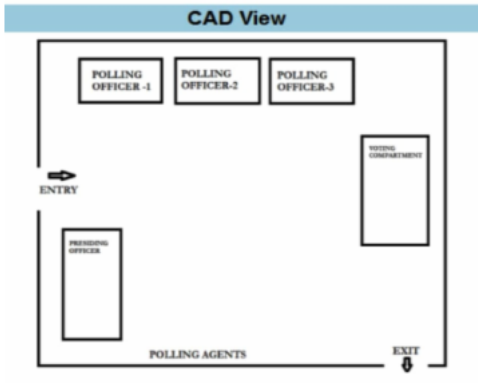 CAD View
POLLING
OFFICER -1
POLLING
OFFICER-2
POLLING
OFFICER-3
VOTING
COMPARTMENT
ENTRY
PRESIDING
OFFICER
POLLING AGENTS
EXIT